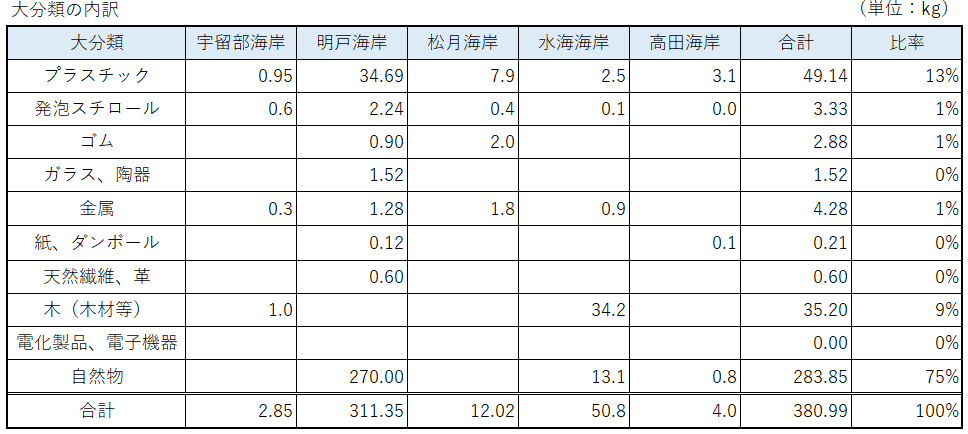 大分類の内訳 （単位：kg）
大分類 宇留部海岸 明戸海岸 松月海岸 水海海岸 高田海岸 合計 比率
プラスチック 0.95 34.69 7.9 2.5 3.1 49.14 13%
発泡スチロール 0.6 2.24 0.4 0.1 0.0 3.33 1%
ゴム 0.90 2.0 2.88 1%
ガラス、陶器 1.52 1.52 0%
金属 0.3 1.28 1.8 0.9 4.28 1%
紙、ダンボール 0.12 0.1 0.21 0%
天然繊維、革 0.60 0.60 0%
木（木材等） 1.0 34.2 35.20 9%
電化製品、電子機器 0.00 0%
自然物 270.00 13.1 0.8 283.85 75%
合計 2.85 311.35 12.02 50.8 4.0 380.99 100%